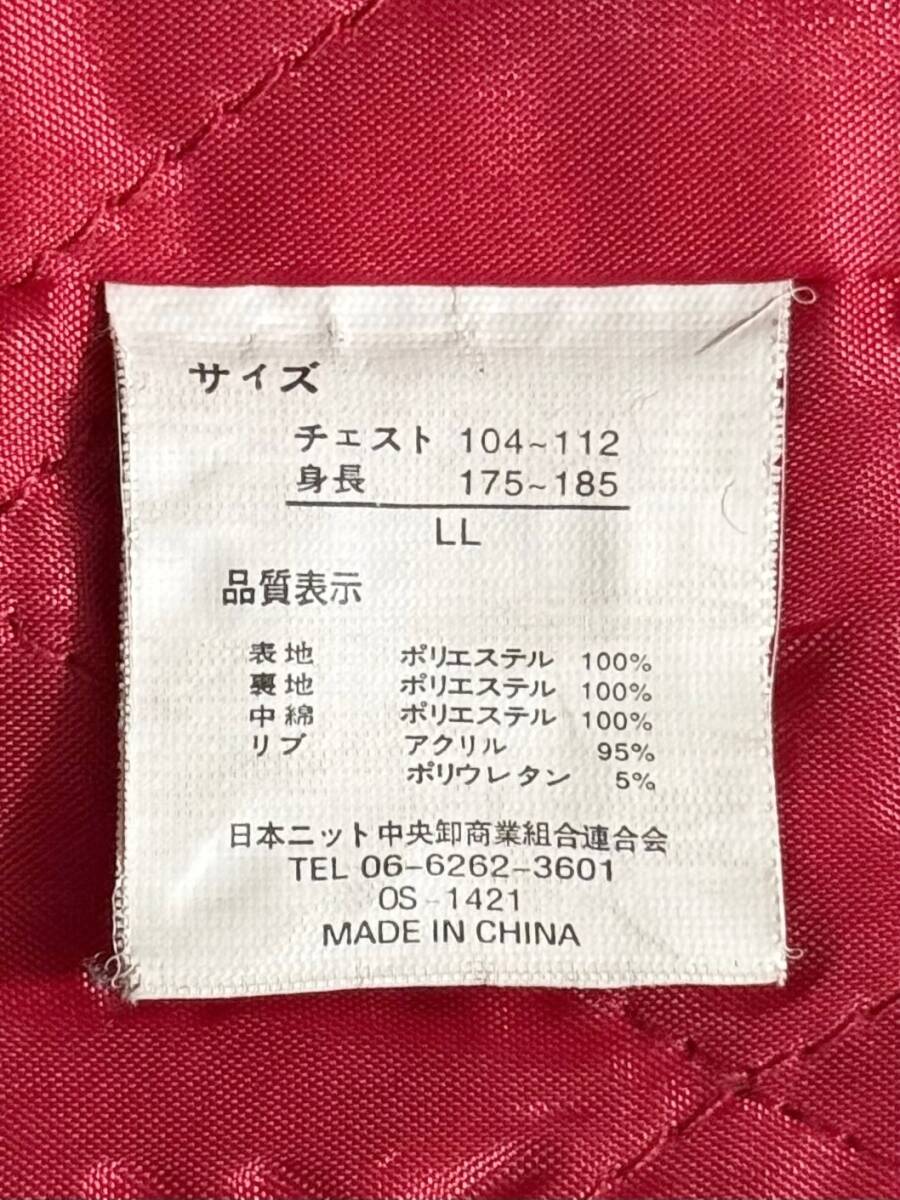 サイズ
チェスト 104~112
身長 175~185
LL
品質表示
表地 ポリエステル 100%
裏地 ポリエステル 100%
中綿 ポリエステル 100%
リブ アクリル 95%
ポリウレタン 5%
日本ニット中央卸商業組合連合会
TEL 06-6262-3601
OS-1421
MADE IN CHINA